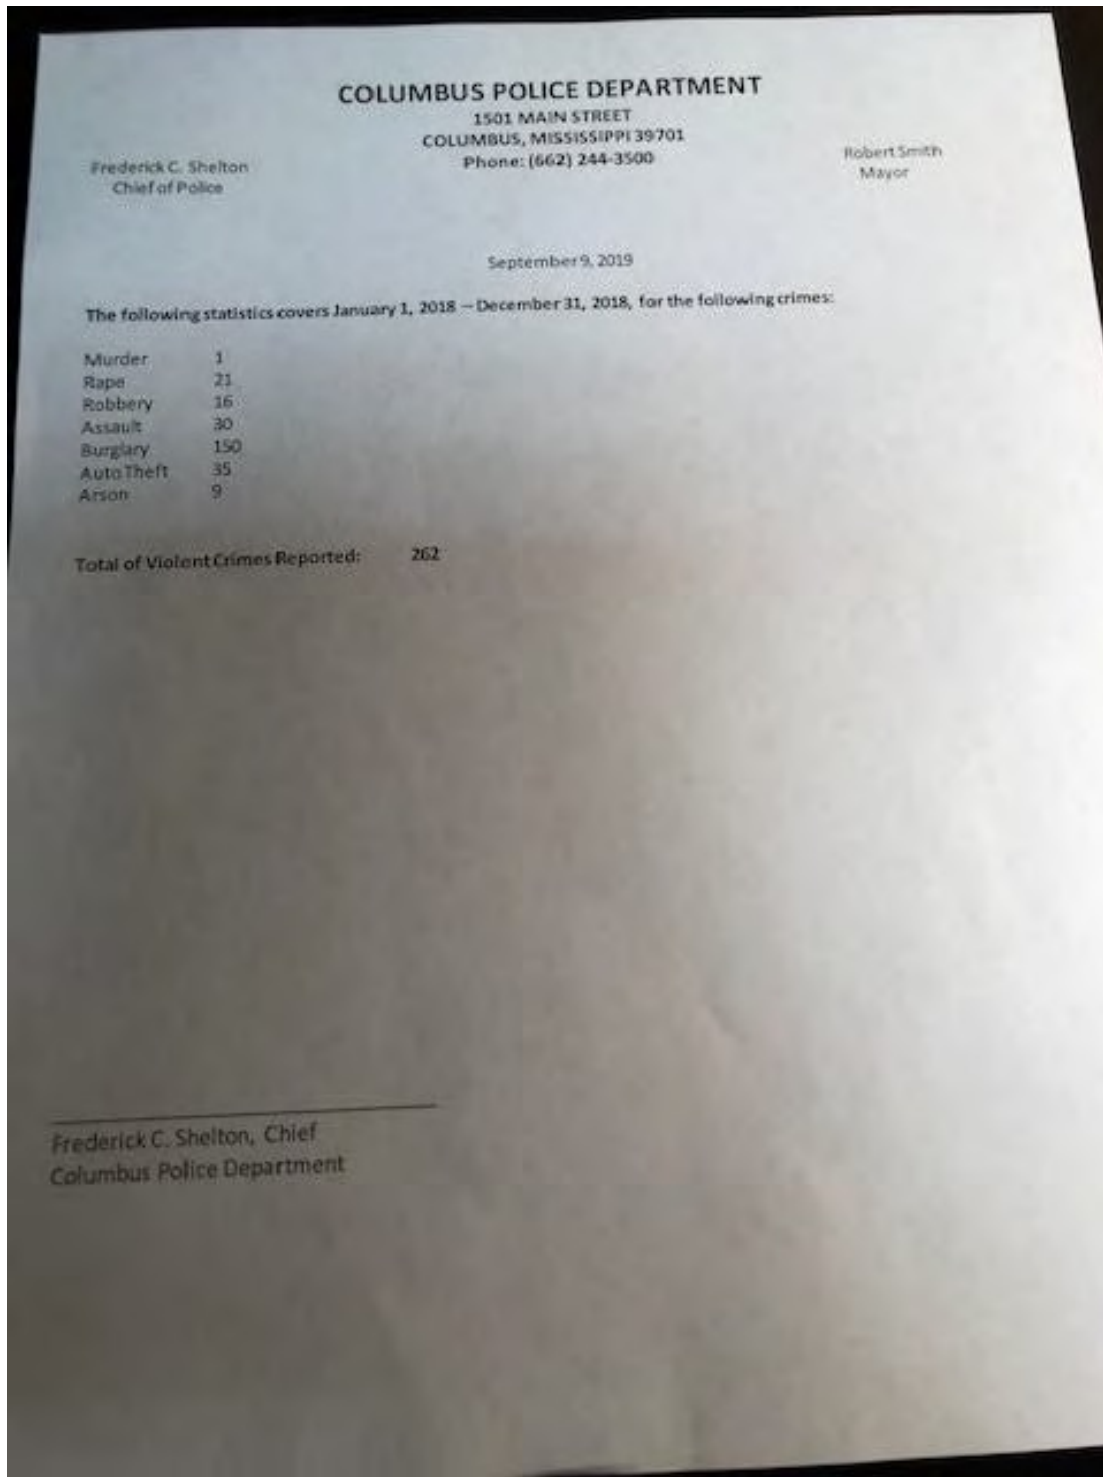 COLUMBUS POLICE DEPARTMENT
1501 MAIN STREET
COLUMBUS, MISSISSIPPI 39701
Phone: (662) 244-3500
Frederick C. Shelton
Chief of Police
Robert Smith
Mayor
September 9, 2019
The following statistics covers January 1, 2018 – December 31, 2018, for the following crimes:
Murder 1
Rape 21
Robbery 16
Assault 30
Burglary 150
Auto Theft 35
Arson 9
Total of Violent Crimes Reported: 262
Frederick C. Shelton, Chief
Columbus Police Department